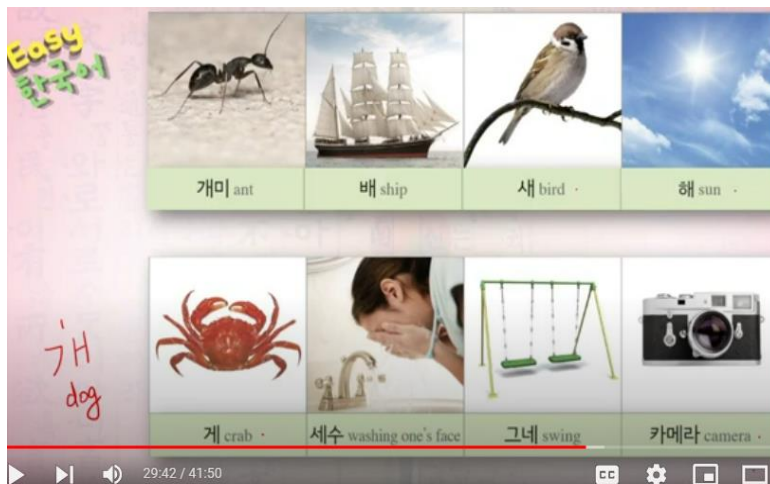 Easy
한국어
개미 ant
배 ship
새 bird
해 sun
개
dog
게 crab
세수 washing one's face
그네 swing
카메라 camera
29:42 / 41:50
CC